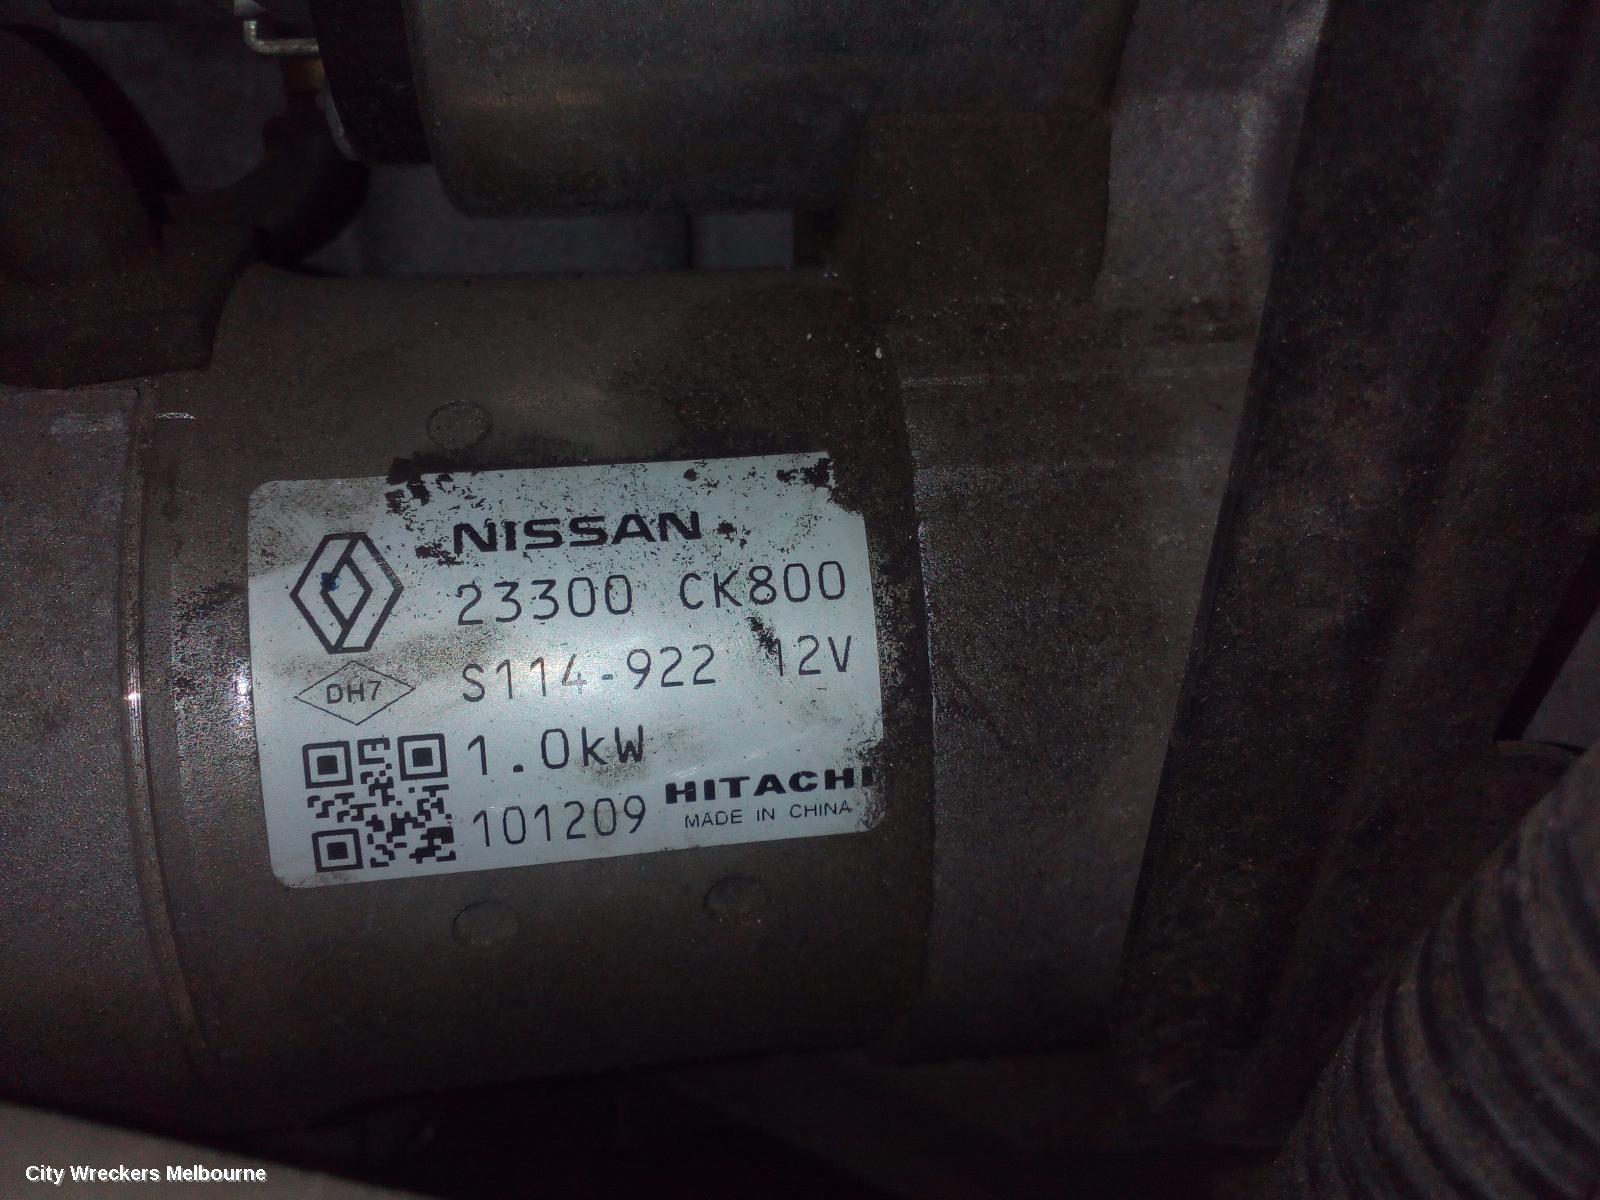 NISSAN
23300 CK800
DH7
S114-922 12V
1.0kW
101209
HITACHI
MADE IN CHINA
City Wreckers Melbourne